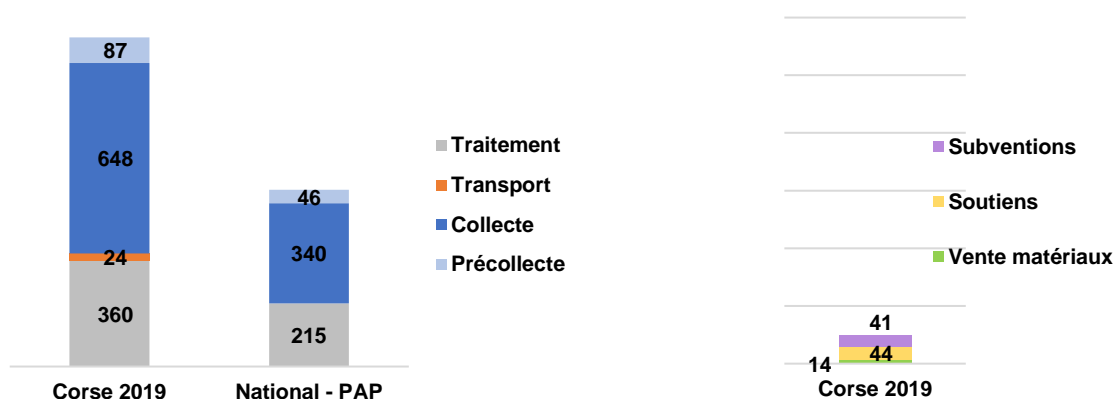 87
648
24
360
46
340
215
Corse 2019
National - PAP
Traitement
Transport
Collecte
Précollecte
41
44
14
Corse 2019
Subventions
Soutiens
Vente matériaux